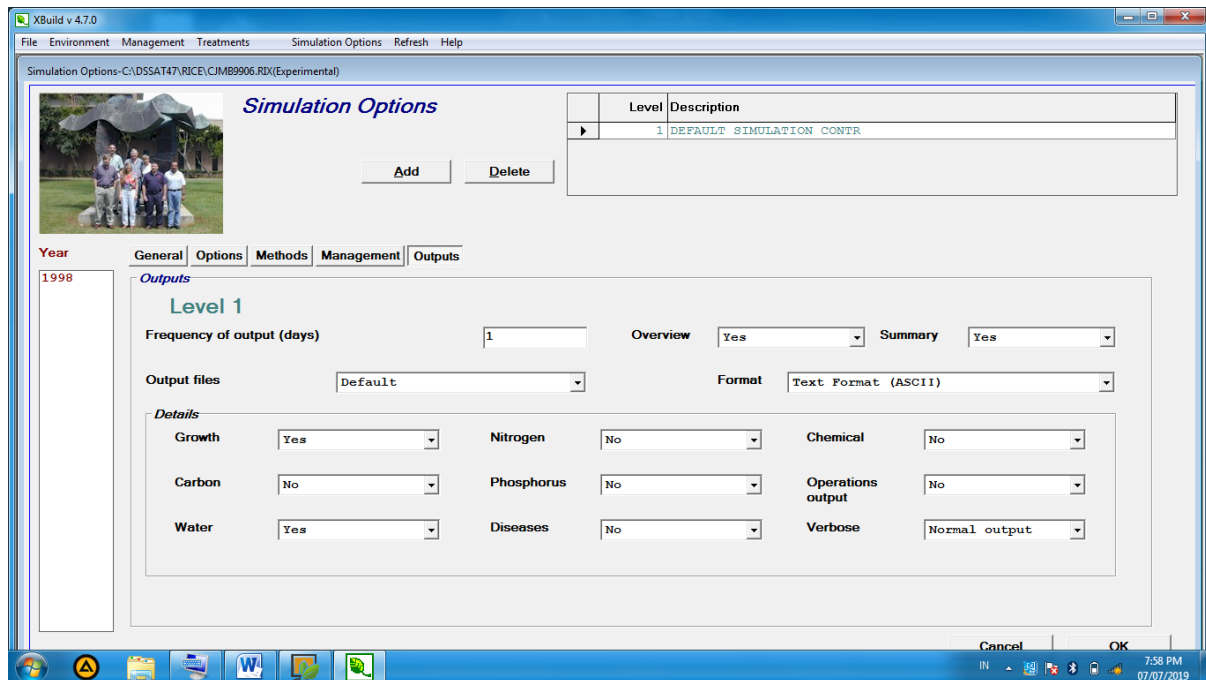 XBuild v 4.7.0
File Environment Management Treatments Simulation Options Refresh Help
Simulation Options-C:\DSSAT47\RICE\CJMB9906.RIX(Experimental)
Simulation Options
Level Description
1 DEFAULT SIMULATION CONTR
Add Delete
Year
General Options Methods Management Outputs
1998
Outputs
Level 1
Frequency of output (days) 1 Overview Yes Summary Yes
Output files Default Format Text Format (ASCII)
Details
Growth Yes Nitrogen No Chemical No
Carbon No Phosphorus No Operations output No
Water Yes Diseases No Verbose Normal output
Cancel OK
IN 7:58 PM
07/07/2019